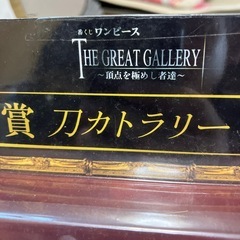 番くじ ワンピース
THE GREAT GALLERY
～頂点を極めし者達～
賞 刀カトラリー